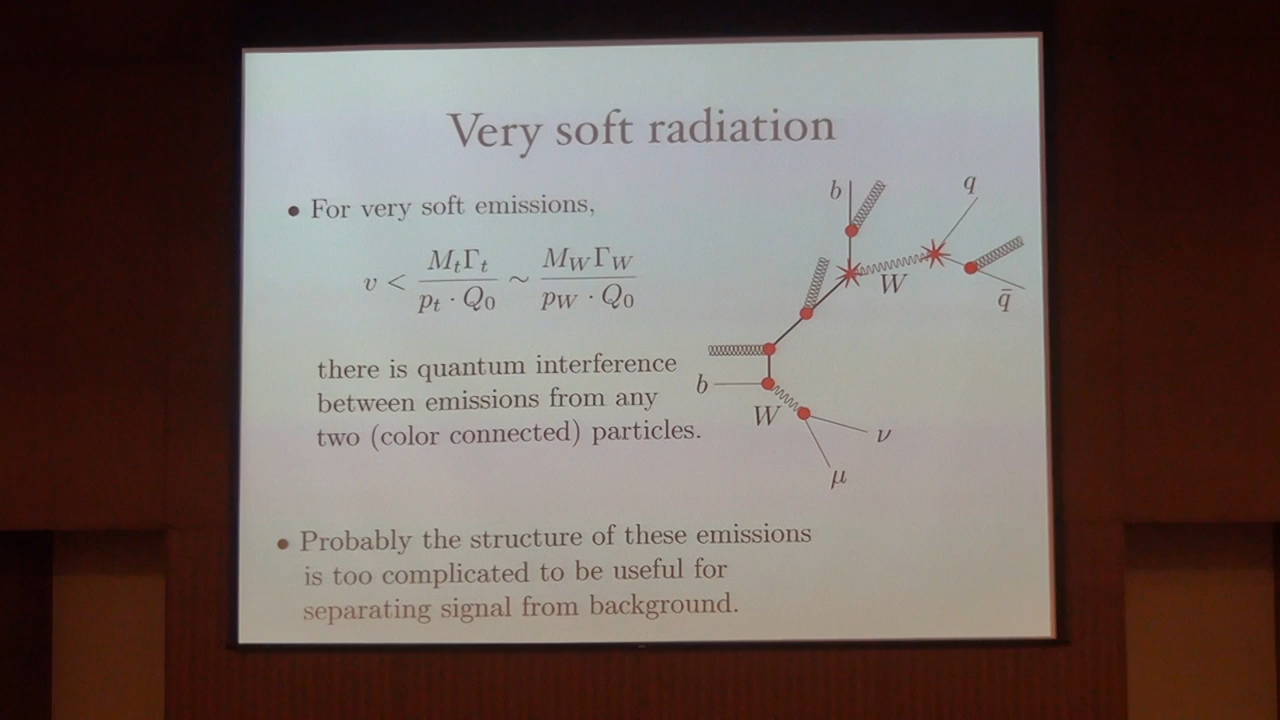 Very soft radiation
• For very soft emissions,
v < M_tΓ_t / p_t · Q_0 ~ M_WΓ_W / p_W · Q_0
there is quantum interference
between emissions from any
two (color connected) particles.
• Probably the structure of these emissions
is too complicated to be useful for
separating signal from background.
b
q
W
q̄
b
W
ν
μ